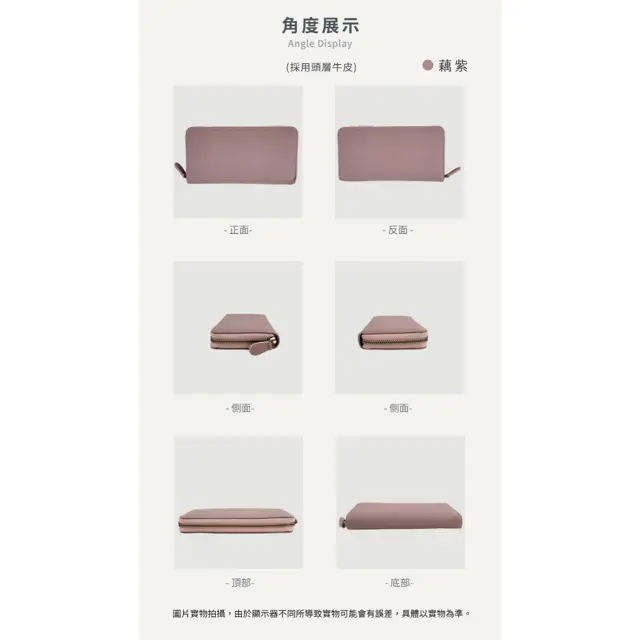 角度展示
Angle Display
(採用頭層牛皮)
藕紫
- 正面-
- 反面 -
- 側面-
- 側面-
- 頂部-
- 底部-
圖片實物拍攝，由於顯示器不同所導致實物可能會有誤差，具體以實物為準。